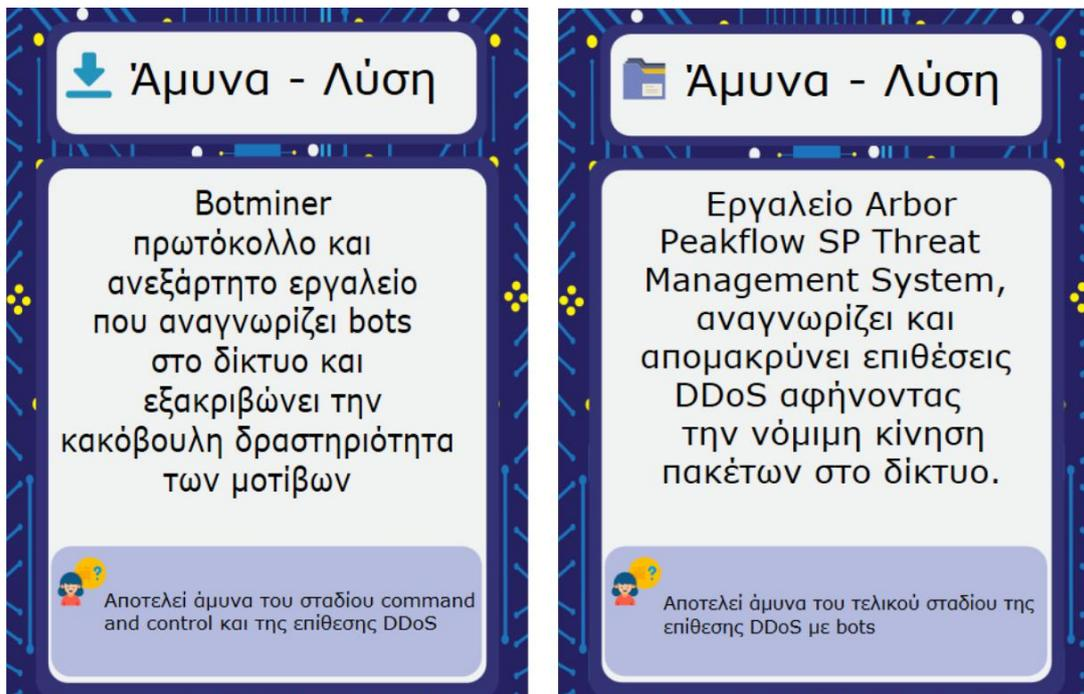 Άμυνα - Λύση
Botminer
πρωτόκολλο και
ανεξάρτητο εργαλείο
που αναγνωρίζει bots
στο δίκτυο και
εξακριβώνει την
κακόβουλη δραστηριότητα
των μοτίβων
?
Αποτελεί άμυνα του σταδίου command
and control και της επίθεσης DDoS
Άμυνα - Λύση
Εργαλείο Arbor
Peakflow SP Threat
Management System,
αναγνωρίζει και
απομακρύνει επιθέσεις
DDoS αφήνοντας
την νόμιμη κίνηση
πακέτων στο δίκτυο.
?
Αποτελεί άμυνα του τελικού σταδίου της
επίθεσης DDoS με bots